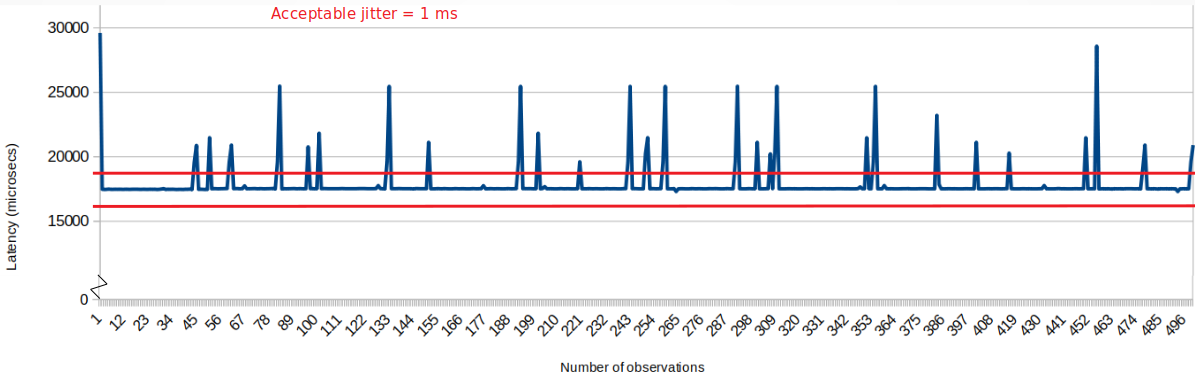 Acceptable jitter = 1 ms
30000
25000
20000
15000
0
Latency (microsecs)
1 12 23 34 45 56 67 78 89 100 111 122 133 144 155 166 177 188 199 210 221 232 243 254 265 276 287 298 309 320 331 342 353 364 375 386 397 408 419 430 441 452 463 474 485 496
Number of observations